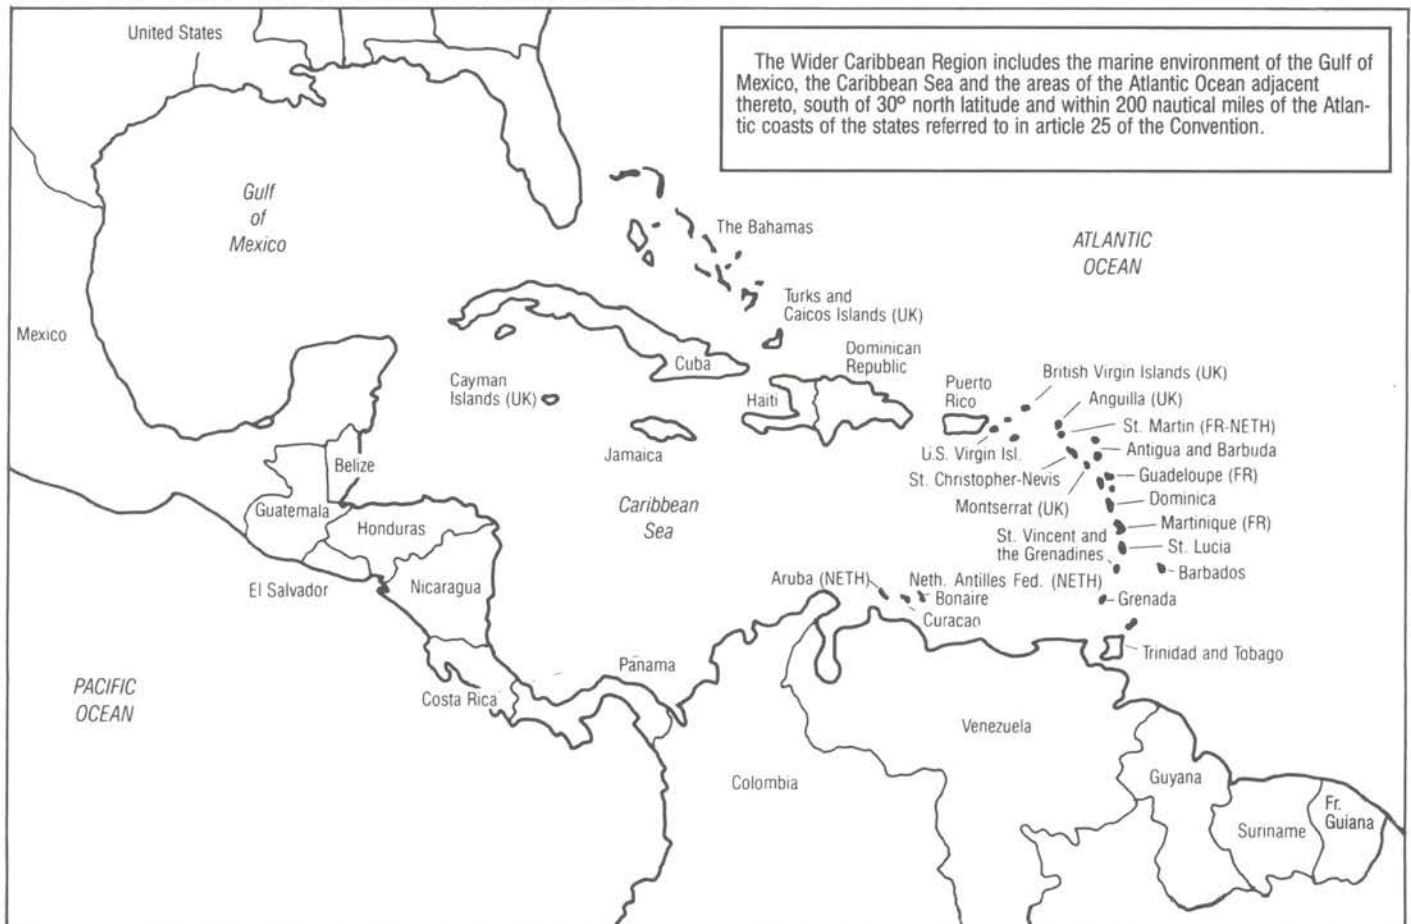 United States
The Wider Caribbean Region includes the marine environment of the Gulf of
Mexico, the Caribbean Sea and the areas of the Atlantic Ocean adjacent
thereto, south of 30° north latitude and within 200 nautical miles of the Atlan-
tic coasts of the states referred to in article 25 of the Convention.
Gulf
of
Mexico
The Bahamas
ATLANTIC
OCEAN
Turks and
Caicos Islands (UK)
Mexico
Cuba
Dominican
Republic
Cayman
Islands (UK)
Haiti
Puerto
Rico
British Virgin Islands (UK)
Anguilla (UK)
St. Martin (FR-NETH)
Jamaica
U.S. Virgin Isl.
Antigua and Barbuda
Belize
St. Christopher-Nevis
Guadeloupe (FR)
Guatemala
Caribbean
Sea
Montserrat (UK)
Dominica
Honduras
Martinique (FR)
St. Vincent and
the Grenadines
St. Lucia
Barbados
El Salvador
Nicaragua
Aruba (NETH)
Neth. Antilles Fed. (NETH)
Bonaire
Curacao
Grenada
Trinidad and Tobago
PACIFIC
OCEAN
Costa Rica
Panama
Venezuela
Colombia
Guyana
Suriname
Fr.
Guiana